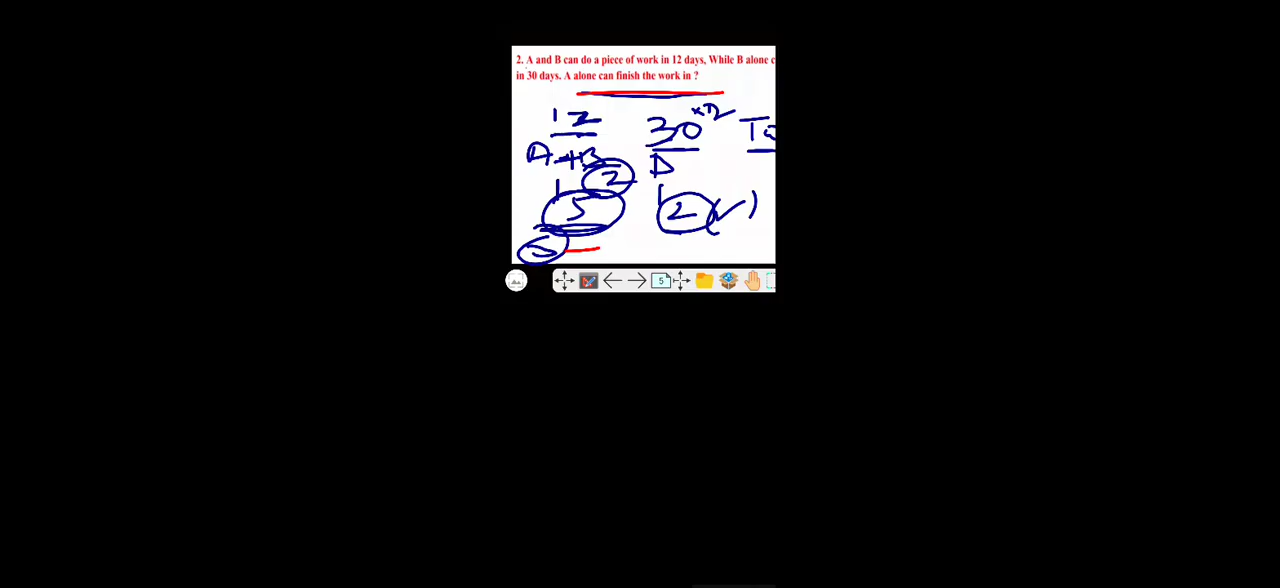 2. A and B can do a piece of work in 12 days, While B alone c
in 30 days. A alone can finish the work in ?
12 30
A+B
2
5 2 (✓)
5